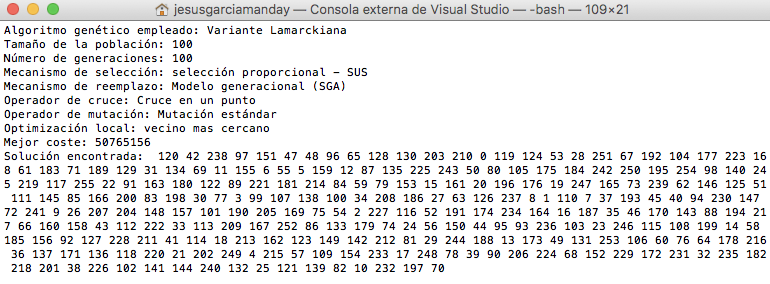 jesusgarciamanday — Consola externa de Visual Studio — -bash — 109×21
Algoritmo genético empleado: Variante Lamarckiana
Tamaño de la población: 100
Número de generaciones: 100
Mecanismo de selección: selección proporcional - SUS
Mecanismo de reemplazo: Modelo generacional (SGA)
Operador de cruce: Cruce en un punto
Operador de mutación: Mutación estándar
Optimización local: vecino mas cercano
Mejor coste: 50765156
Solución encontrada:  120 42 238 97 151 47 48 96 65 128 130 203 210 0 119 124 53 28 251 67 192 104 177 223 16
8 61 183 71 189 129 31 134 69 11 155 6 55 5 159 12 87 135 225 243 50 80 105 175 184 242 250 195 254 98 140 24
5 219 117 255 22 91 163 180 122 89 221 181 214 84 59 79 153 15 161 20 196 176 19 247 165 73 239 62 146 125 51
 111 145 85 166 200 83 198 30 77 3 99 107 138 100 34 208 186 27 63 126 237 8 1 110 7 37 193 45 40 94 230 147
72 241 9 26 207 204 148 157 101 190 205 169 75 54 2 227 116 52 191 174 234 164 16 187 35 46 170 143 88 194 21
7 66 160 158 43 112 222 33 113 209 167 252 86 133 179 74 24 56 150 44 95 93 236 103 23 246 115 108 199 14 58
185 156 92 127 228 211 41 114 18 213 162 123 149 142 212 81 29 244 188 13 173 49 131 253 106 60 76 64 178 216
 36 137 171 136 118 220 21 202 249 4 215 57 109 154 233 17 248 78 39 90 206 224 68 152 229 172 231 32 235 182
 218 201 38 226 102 141 144 240 132 25 121 139 82 10 232 197 70